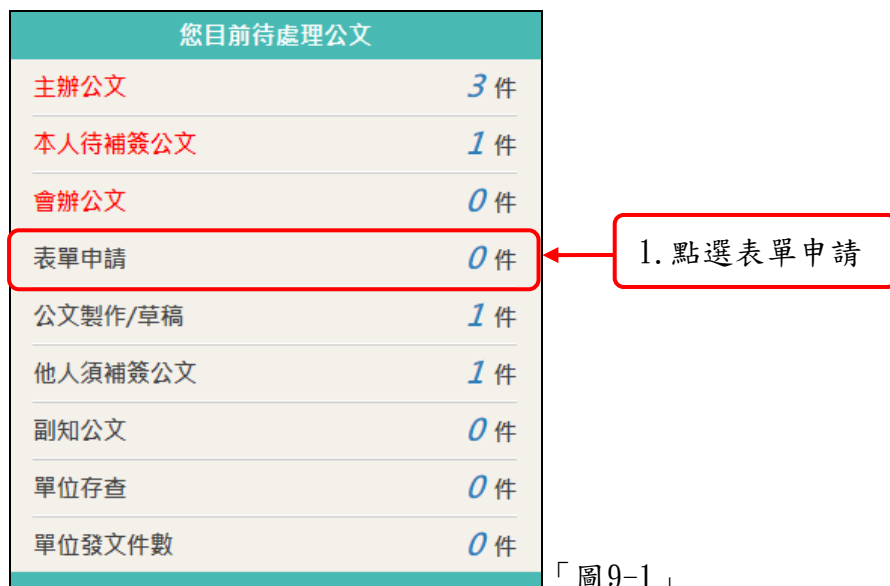 您目前待處理公文
主辦公文 3 件
本人待補簽公文 1 件
會辦公文 0 件
表單申請 0 件
1.點選表單申請
公文製作/草稿 1 件
他人須補簽公文 1 件
副知公文 0 件
單位存查 0 件
單位發文件數 0 件
「圖9-1」